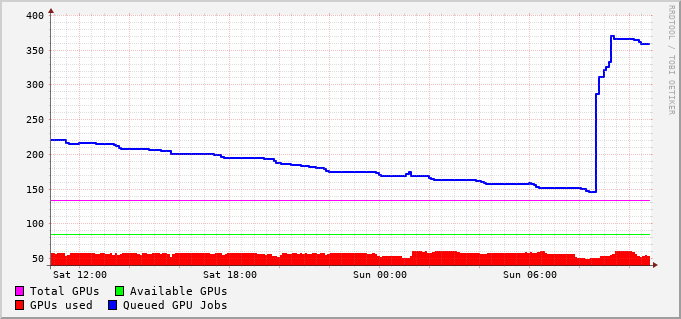 400
350
300
250
200
150
100
50
Sat 12:00 Sat 18:00 Sun 00:00 Sun 06:00
Total GPUs Available GPUs
GPUs used Queued GPU Jobs
RRDTOOL / TOBI OETIKER